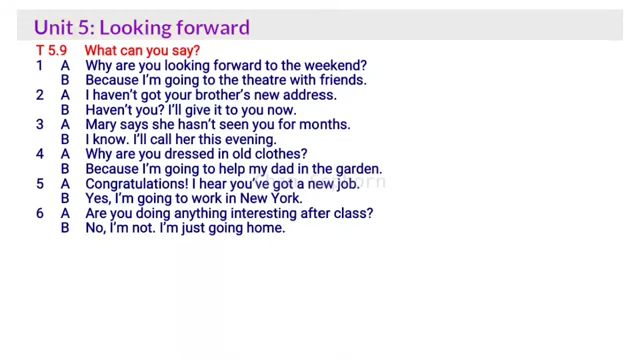 Unit 5: Looking forward
T 5.9 What can you say?
1 A Why are you looking forward to the weekend?
B Because I'm going to the theatre with friends.
2 A I haven't got your brother's new address.
B Haven't you? I'll give it to you now.
3 A Mary says she hasn't seen you for months.
B I know. I'll call her this evening.
4 A Why are you dressed in old clothes?
B Because I'm going to help my dad in the garden.
5 A Congratulations! I hear you've got a new job.
B Yes, I'm going to work in New York.
6 A Are you doing anything interesting after class?
B No, I'm not. I'm just going home.